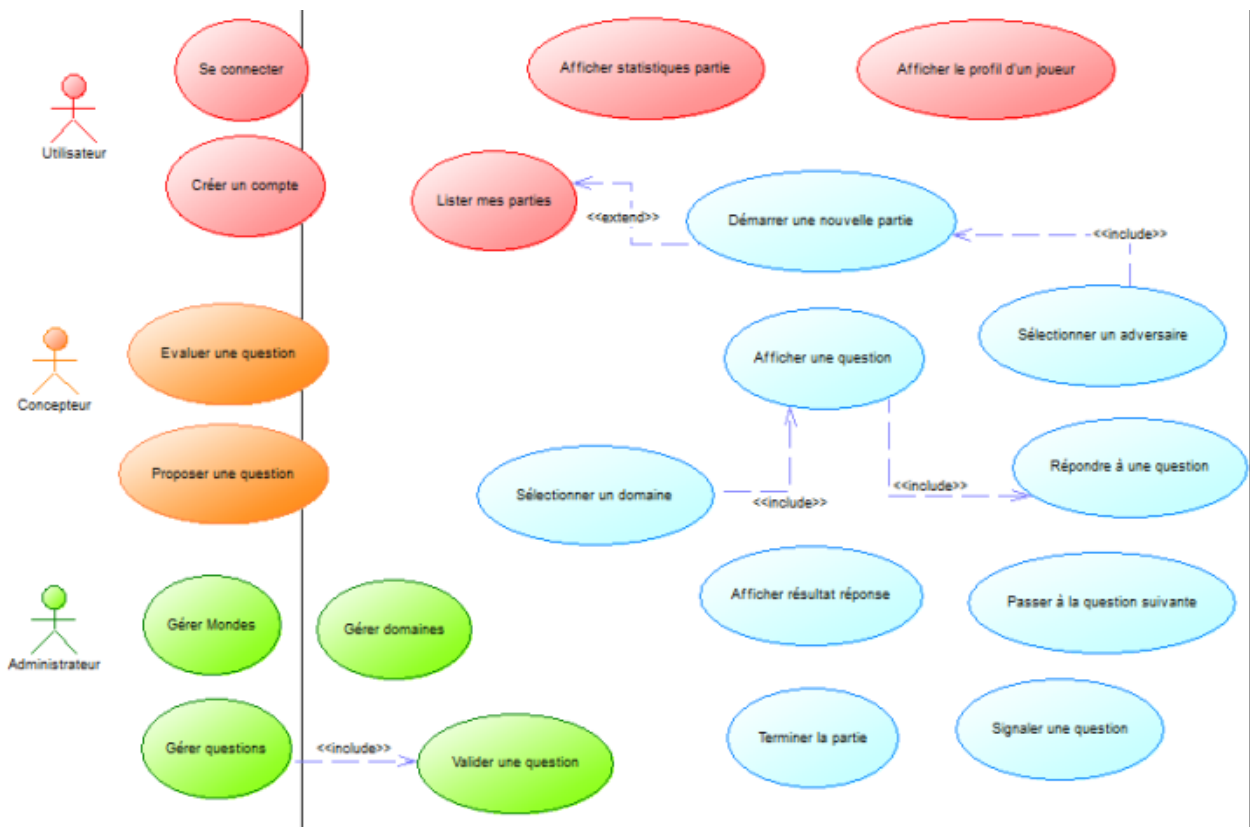 Se connecter
Afficher statistiques partie
Afficher le profil d'un joueur
Utilisateur
Créer un compte
Lister mes parties
<<extend>>
Démarrer une nouvelle partie
<<include>>
Evaluer une question
Afficher une question
Sélectionner un adversaire
Concepteur
Proposer une question
Sélectionner un domaine
<<include>>
<<include>>
Répondre à une question
Gérer Mondes
Gérer domaines
Afficher résultat réponse
Passer à la question suivante
Administrateur
Gérer questions
<<include>>
Valider une question
Terminer la partie
Signaler une question